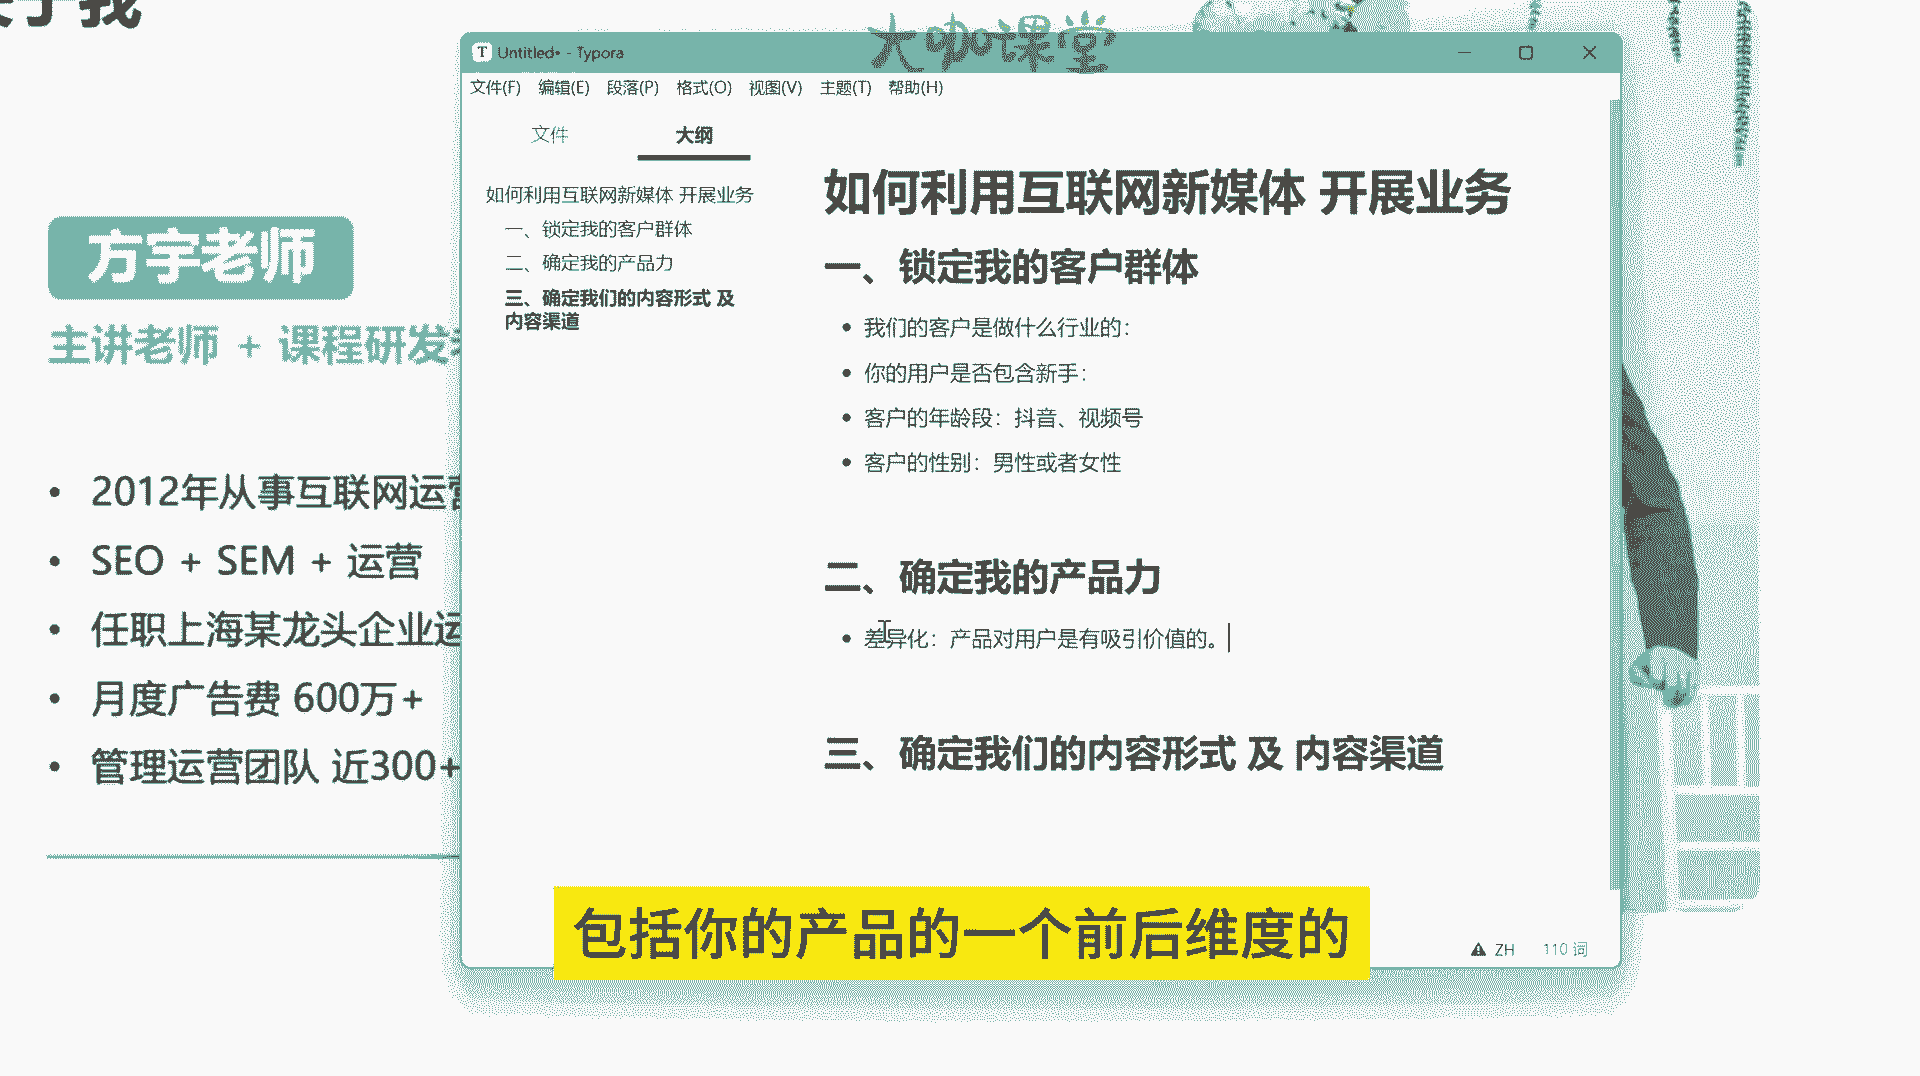 大咖课堂
Untitled• - Typora
文件(F) 编辑(E) 段落(P) 格式(O) 视图(V) 主题(T) 帮助(H)
文件 大纲
如何利用互联网新媒体 开展业务
一、锁定我的客户群体
二、确定我的产品力
三、确定我们的内容形式 及
内容渠道
如何利用互联网新媒体 开展业务
一、锁定我的客户群体
• 我们的客户是做什么行业的：
• 你的用户是否包含新手：
• 客户的年龄段：抖音、视频号
• 客户的性别：男性或者女性
二、确定我的产品力
• 差异化：产品对用户是有吸引价值的。
三、确定我们的内容形式 及 内容渠道
ZH 110 词
方宇老师
主讲老师 + 课程研发
• 2012年从事互联网运营
• SEO + SEM + 运营
• 任职上海某龙头企业运
• 月度广告费 600万+
• 管理运营团队 近300+
包括你的产品的一个前后维度的